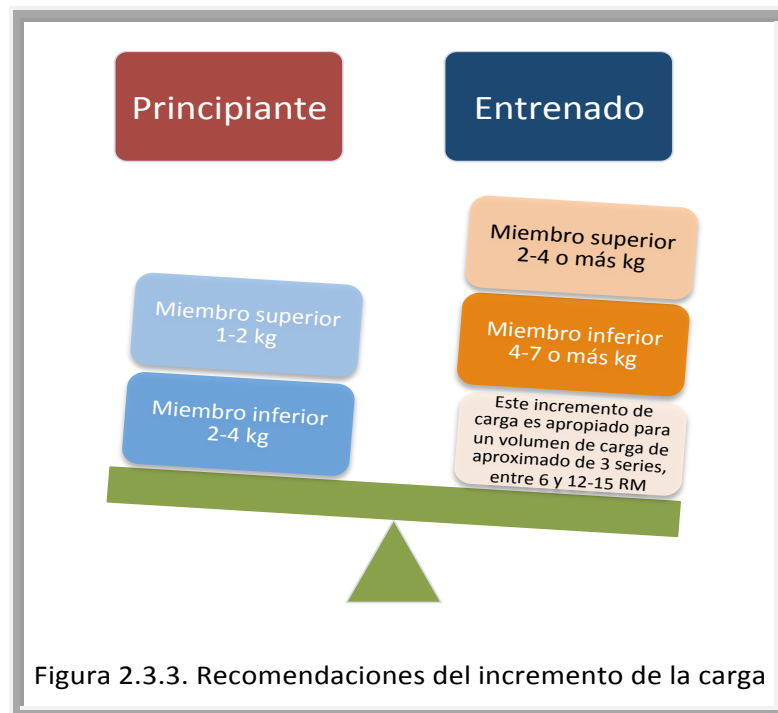 Principiante
Entrenado
Miembro superior
1-2 kg
Miembro inferior
2-4 kg
Miembro superior
2-4 o más kg
Miembro inferior
4-7 o más kg
Este incremento de
carga es apropiado para
un volumen de carga de
aproximado de 3 series,
entre 6 y 12-15 RM
Figura 2.3.3. Recomendaciones del incremento de la carga